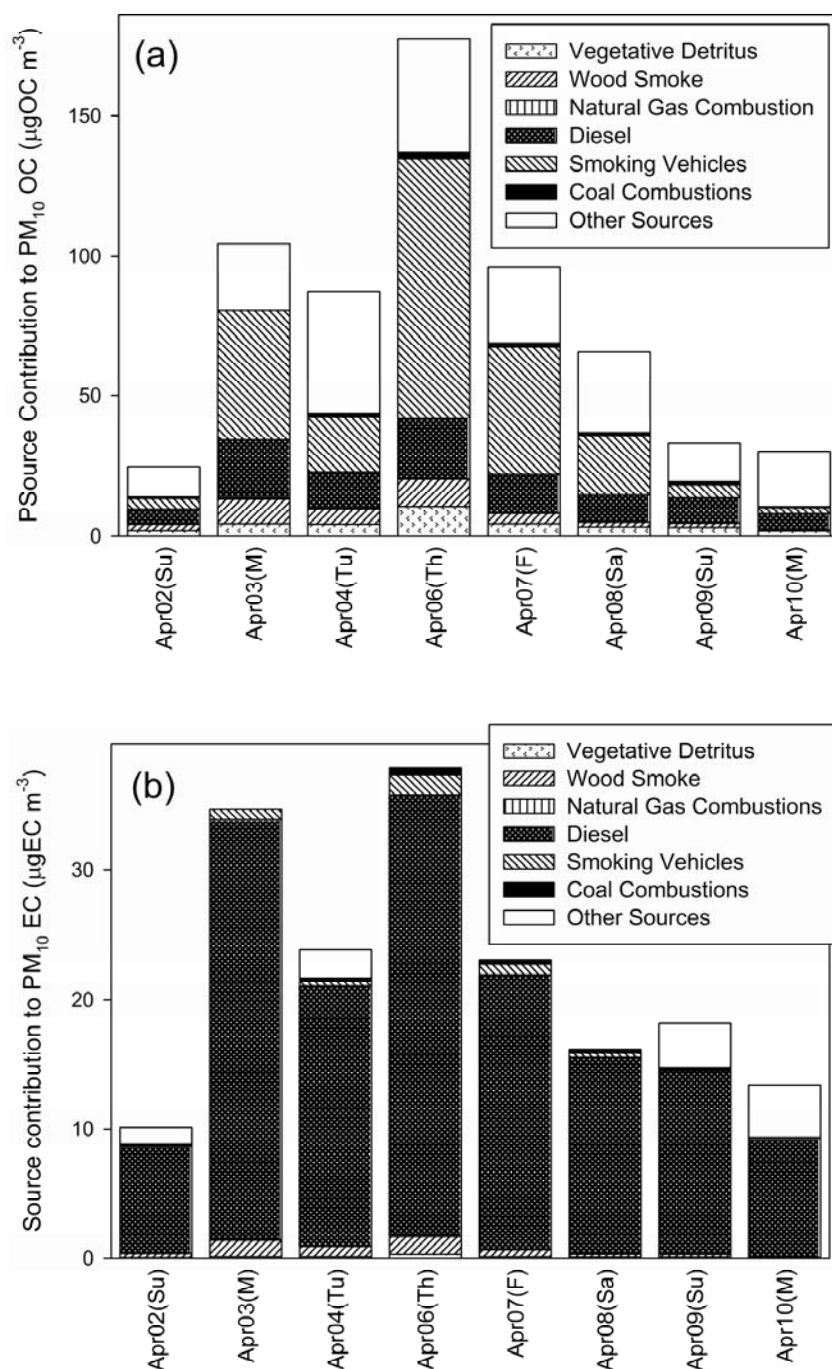 (a)
PSource Contribution to PM10 OC (μgOC m-3)
150
100
50
0
Vegetative Detritus
Wood Smoke
Natural Gas Combustion
Diesel
Smoking Vehicles
Coal Combustions
Other Sources
Apr02(Su)
Apr03(M)
Apr04(Tu)
Apr06(Th)
Apr07(F)
Apr08(Sa)
Apr09(Su)
Apr10(M)
(b)
Source contribution to PM10 EC (μgEC m-3)
30
20
10
0
Vegetative Detritus
Wood Smoke
Natural Gas Combustions
Diesel
Smoking Vehicles
Coal Combustions
Other Sources
Apr02(Su)
Apr03(M)
Apr04(Tu)
Apr06(Th)
Apr07(F)
Apr08(Sa)
Apr09(Su)
Apr10(M)